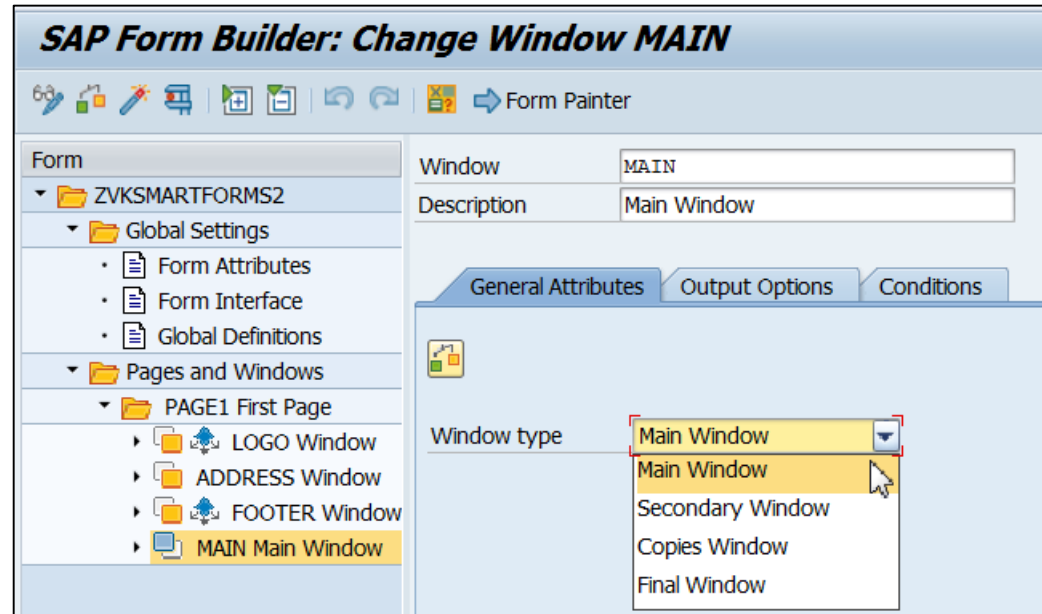 SAP Form Builder: Change Window MAIN
Form Painter
Form
ZVKSMARTFORMS2
Global Settings
Form Attributes
Form Interface
Global Definitions
Pages and Windows
PAGE1 First Page
LOGO Window
ADDRESS Window
FOOTER Window
MAIN Main Window
Window MAIN
Description Main Window
General Attributes Output Options Conditions
Window type Main Window
Main Window
Secondary Window
Copies Window
Final Window